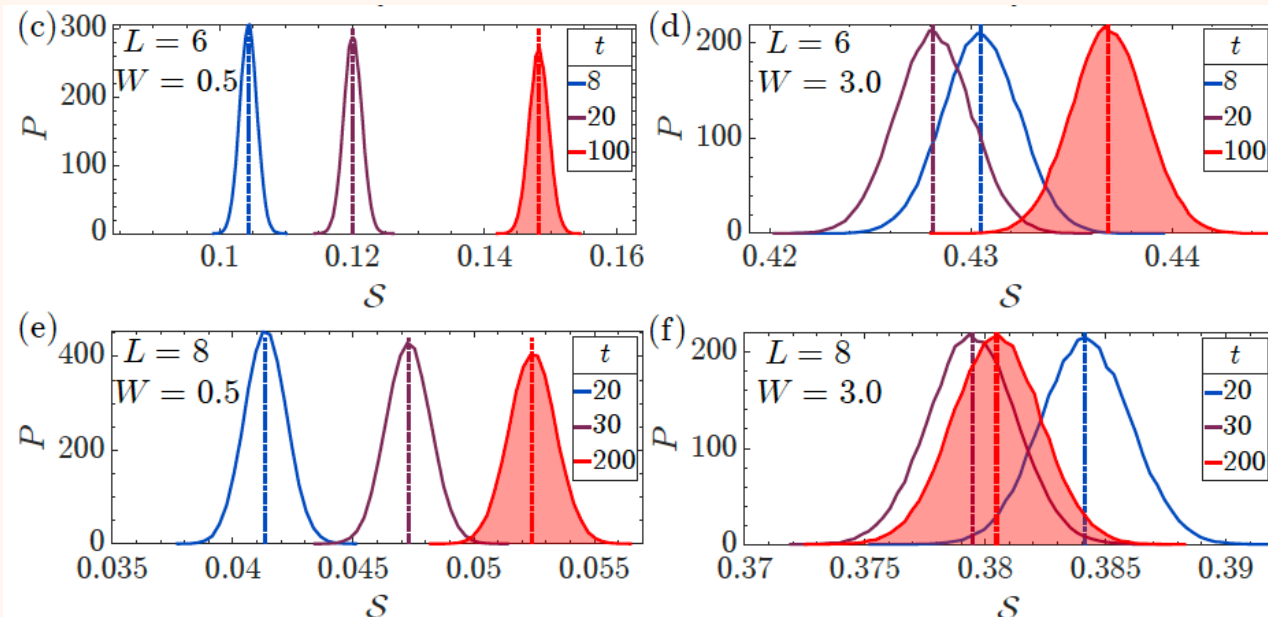 (c)
L = 6
W = 0.5
t
8
20
100
P
300
200
100
0
0.1
0.12
0.14
0.16
S
(d)
L = 6
W = 3.0
t
8
20
100
P
200
100
0
0.42
0.43
0.44
S
(e)
L = 8
W = 0.5
t
20
30
200
P
400
200
0
0.035
0.04
0.045
0.05
0.055
S
(f)
L = 8
W = 3.0
t
20
30
200
P
200
100
0
0.37
0.375
0.38
0.385
0.39
S